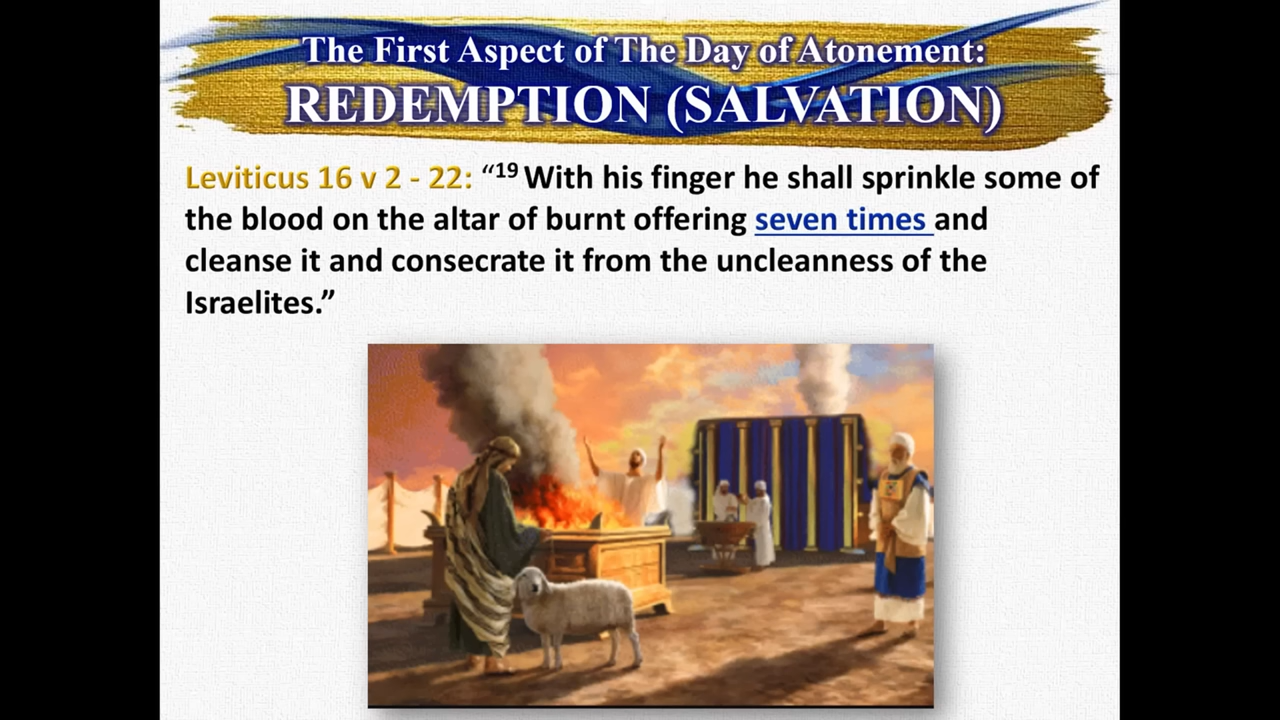 The First Aspect of The Day of Atonement:
REDEMPTION (SALVATION)
Leviticus 16 v 2 - 22: “19 With his finger he shall sprinkle some of
the blood on the altar of burnt offering seven times and
cleanse it and consecrate it from the uncleanness of the
Israelites.”